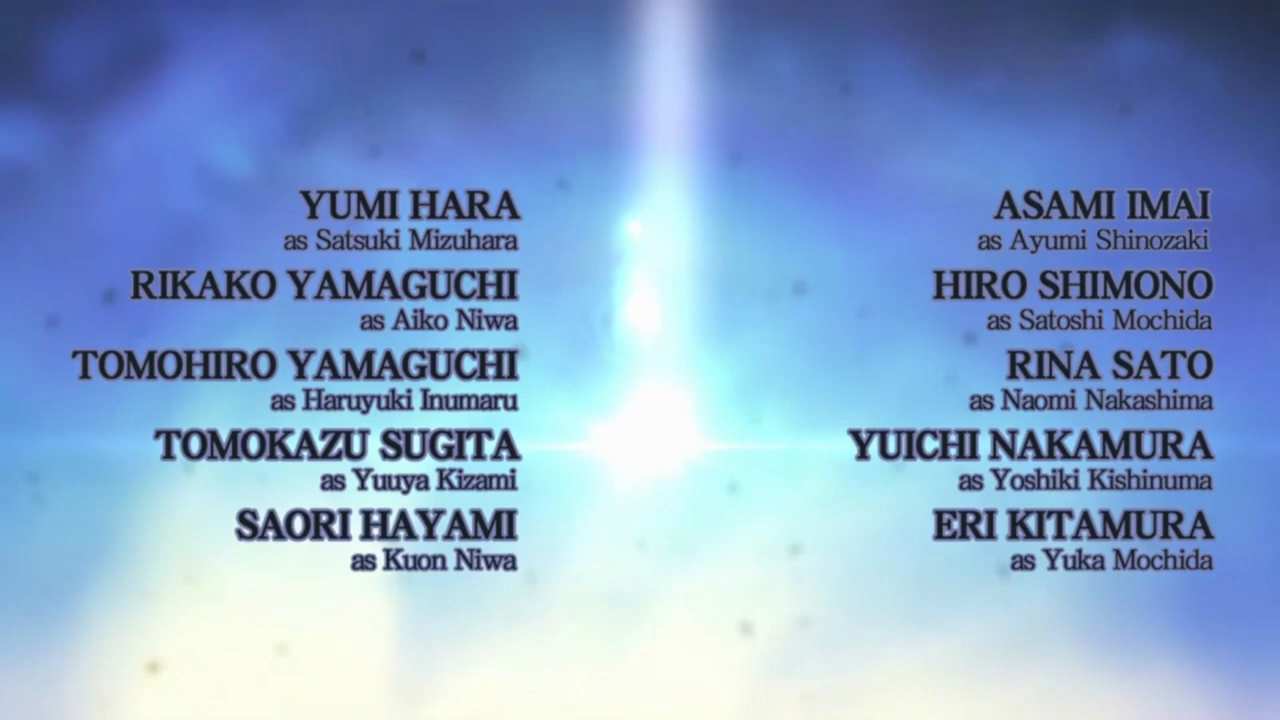 YUMI HARA
as Satsuki Mizuhara
RIKAKO YAMAGUCHI
as Aiko Niwa
TOMOHIRO YAMAGUCHI
as Haruyuki Inumaru
TOMOKAZU SUGITA
as Yuuya Kizami
SAORI HAYAMI
as Kuon Niwa
ASAMI IMAI
as Ayumi Shinozaki
HIRO SHIMONO
as Satoshi Mochida
RINA SATO
as Naomi Nakashima
YUICHI NAKAMURA
as Yoshiki Kishinuma
ERI KITAMURA
as Yuka Mochida